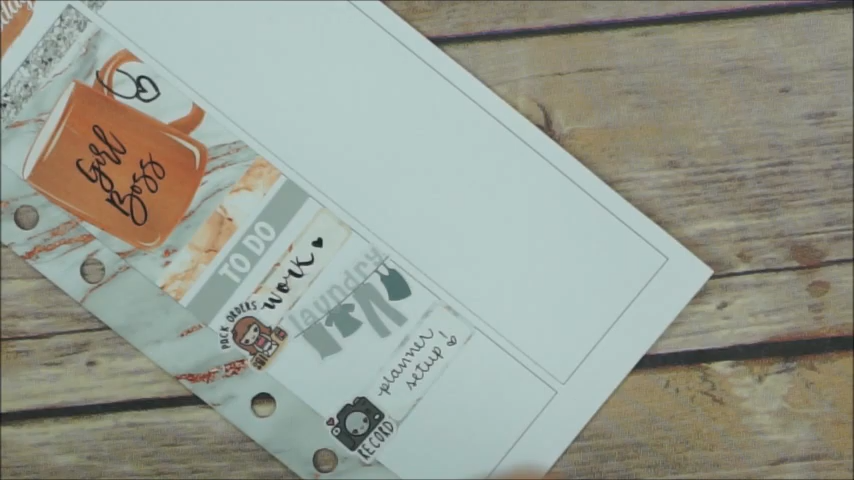 Girl
Boss
TO DO
work
PACK ORDERS
laundry
planner
setup!
RECORD